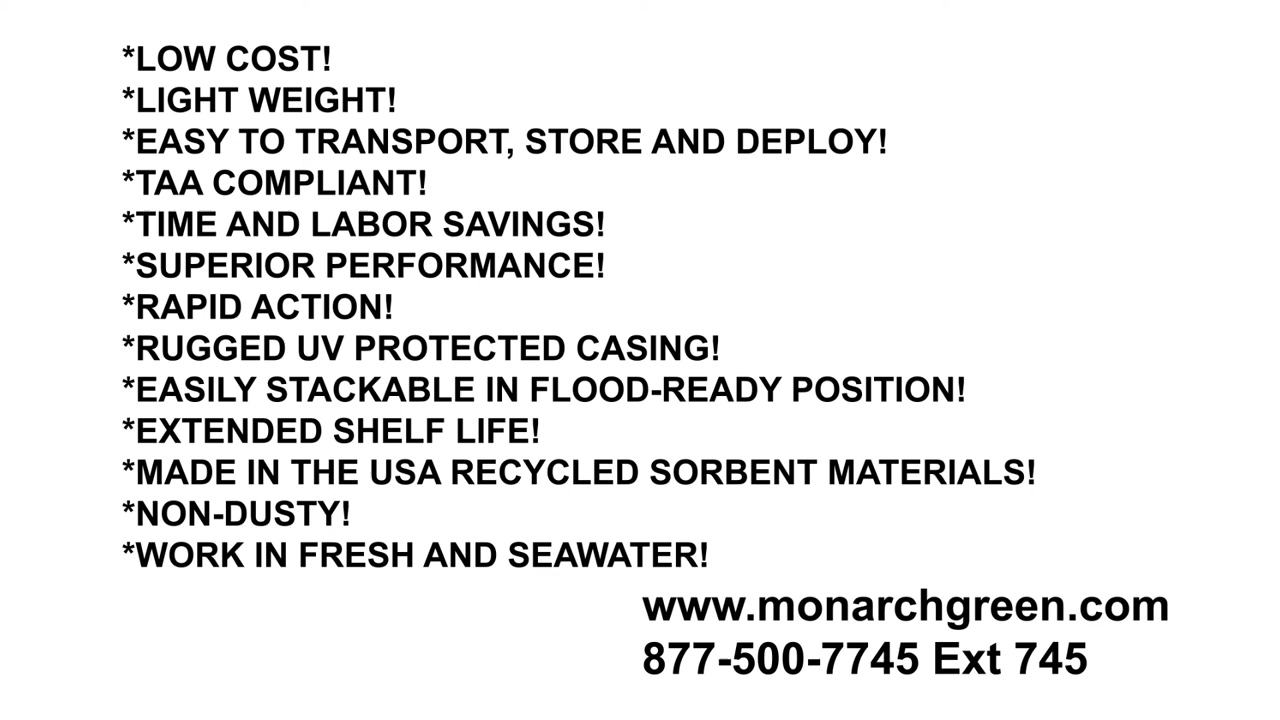 *LOW COST!
*LIGHT WEIGHT!
*EASY TO TRANSPORT, STORE AND DEPLOY!
*TAA COMPLIANT!
*TIME AND LABOR SAVINGS!
*SUPERIOR PERFORMANCE!
*RAPID ACTION!
*RUGGED UV PROTECTED CASING!
*EASILY STACKABLE IN FLOOD-READY POSITION!
*EXTENDED SHELF LIFE!
*MADE IN THE USA RECYCLED SORBENT MATERIALS!
*NON-DUSTY!
*WORK IN FRESH AND SEAWATER!
www.monarchgreen.com
877-500-7745 Ext 745